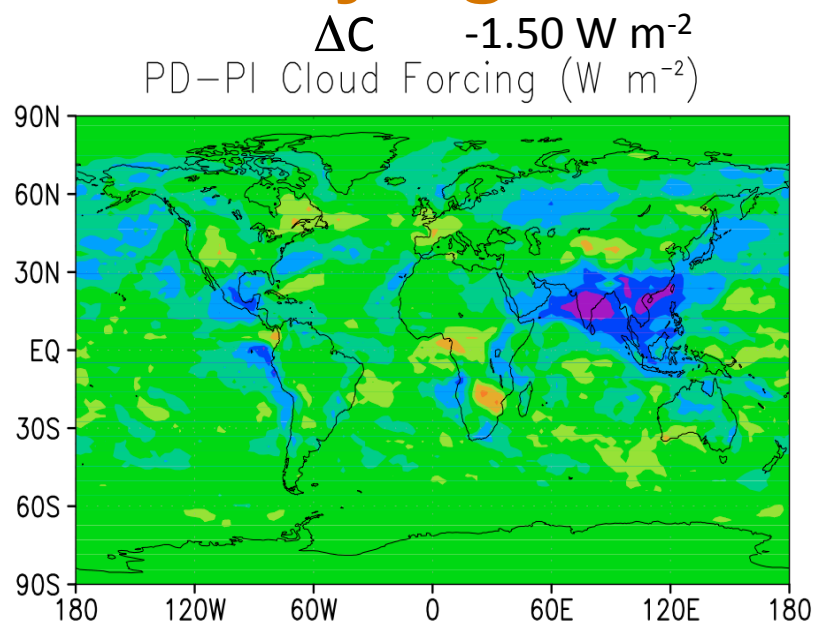 ΔC -1.50 W m-2
PD-PI Cloud Forcing (W m-2)
90N
60N
30N
EQ
30S
60S
90S
180 120W 60W 0 60E 120E 180